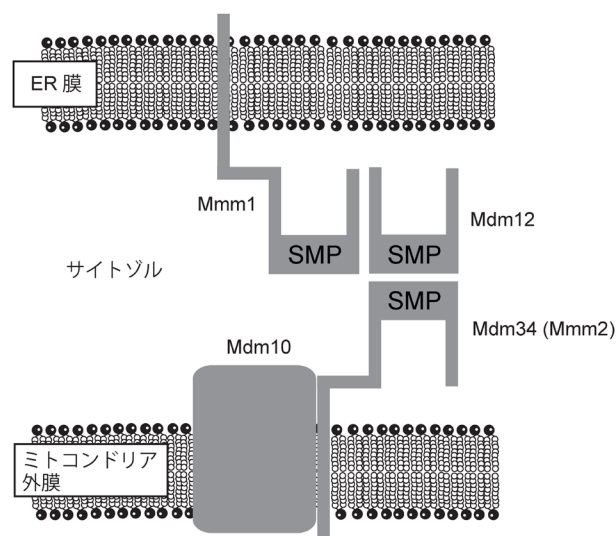 ER 膜
Mmm1
SMP
SMP
Mdm12
サイトゾル
SMP
Mdm34 (Mmm2)
Mdm10
ミトコンドリア
外膜